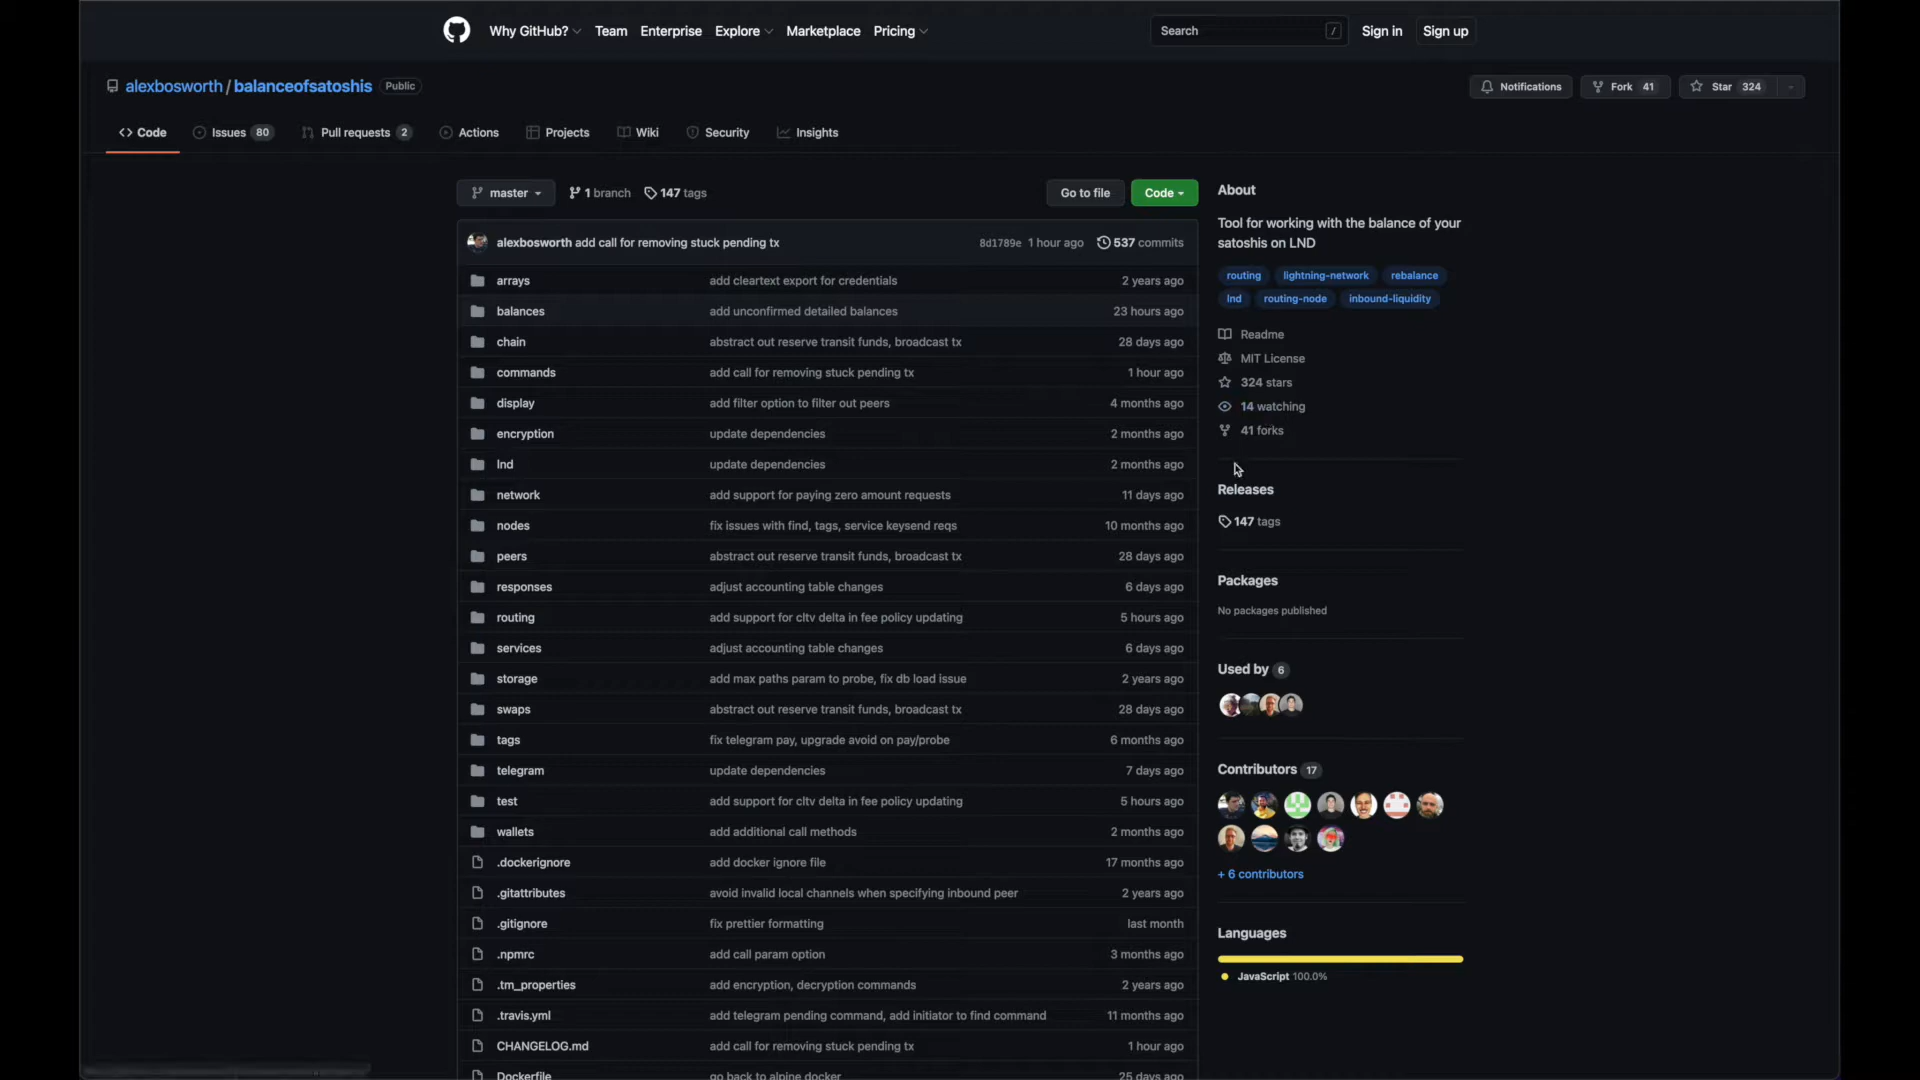 Why GitHub? Team Enterprise Explore Marketplace Pricing Search / Sign in Sign up
alexbosworth / balanceofsatoshis Public Notifications Fork 41 Star 324
Code Issues 80 Pull requests 2 Actions Projects Wiki Security Insights
master 1 branch 147 tags Go to file Code
alexbosworth add call for removing stuck pending tx 8d1789e 1 hour ago 537 commits
arrays add cleartext export for credentials 2 years ago
balances add unconfirmed detailed balances 23 hours ago
chain abstract out reserve transit funds, broadcast tx 28 days ago
commands add call for removing stuck pending tx 1 hour ago
display add filter option to filter out peers 4 months ago
encryption update dependencies 2 months ago
lnd update dependencies 2 months ago
network add support for paying zero amount requests 11 days ago
nodes fix issues with find, tags, service keysend reqs 10 months ago
peers abstract out reserve transit funds, broadcast tx 28 days ago
responses adjust accounting table changes 6 days ago
routing add support for cltv delta in fee policy updating 5 hours ago
services adjust accounting table changes 6 days ago
storage add max paths param to probe, fix db load issue 2 years ago
swaps abstract out reserve transit funds, broadcast tx 28 days ago
tags fix telegram pay, upgrade avoid on pay/probe 6 months ago
telegram update dependencies 7 days ago
test add support for cltv delta in fee policy updating 5 hours ago
wallets add additional call methods 2 months ago
.dockerignore add docker ignore file 17 months ago
.gitattributes avoid invalid local channels when specifying inbound peer 2 years ago
.gitignore fix prettier formatting last month
.npmrc add call param option 3 months ago
.tm_properties add encryption, decryption commands 2 years ago
.travis.yml add telegram pending command, add initiator to find command 11 months ago
CHANGELOG.md add call for removing stuck pending tx 1 hour ago
Dockerfile go back to alpine docker 25 days ago
About
Tool for working with the balance of your
satoshis on LND
routing lightning-network rebalance
lnd routing-node inbound-liquidity
Readme
MIT License
324 stars
14 watching
41 forks
Releases
147 tags
Packages
No packages published
Used by 6
Contributors 17
+ 6 contributors
Languages
JavaScript 100.0%